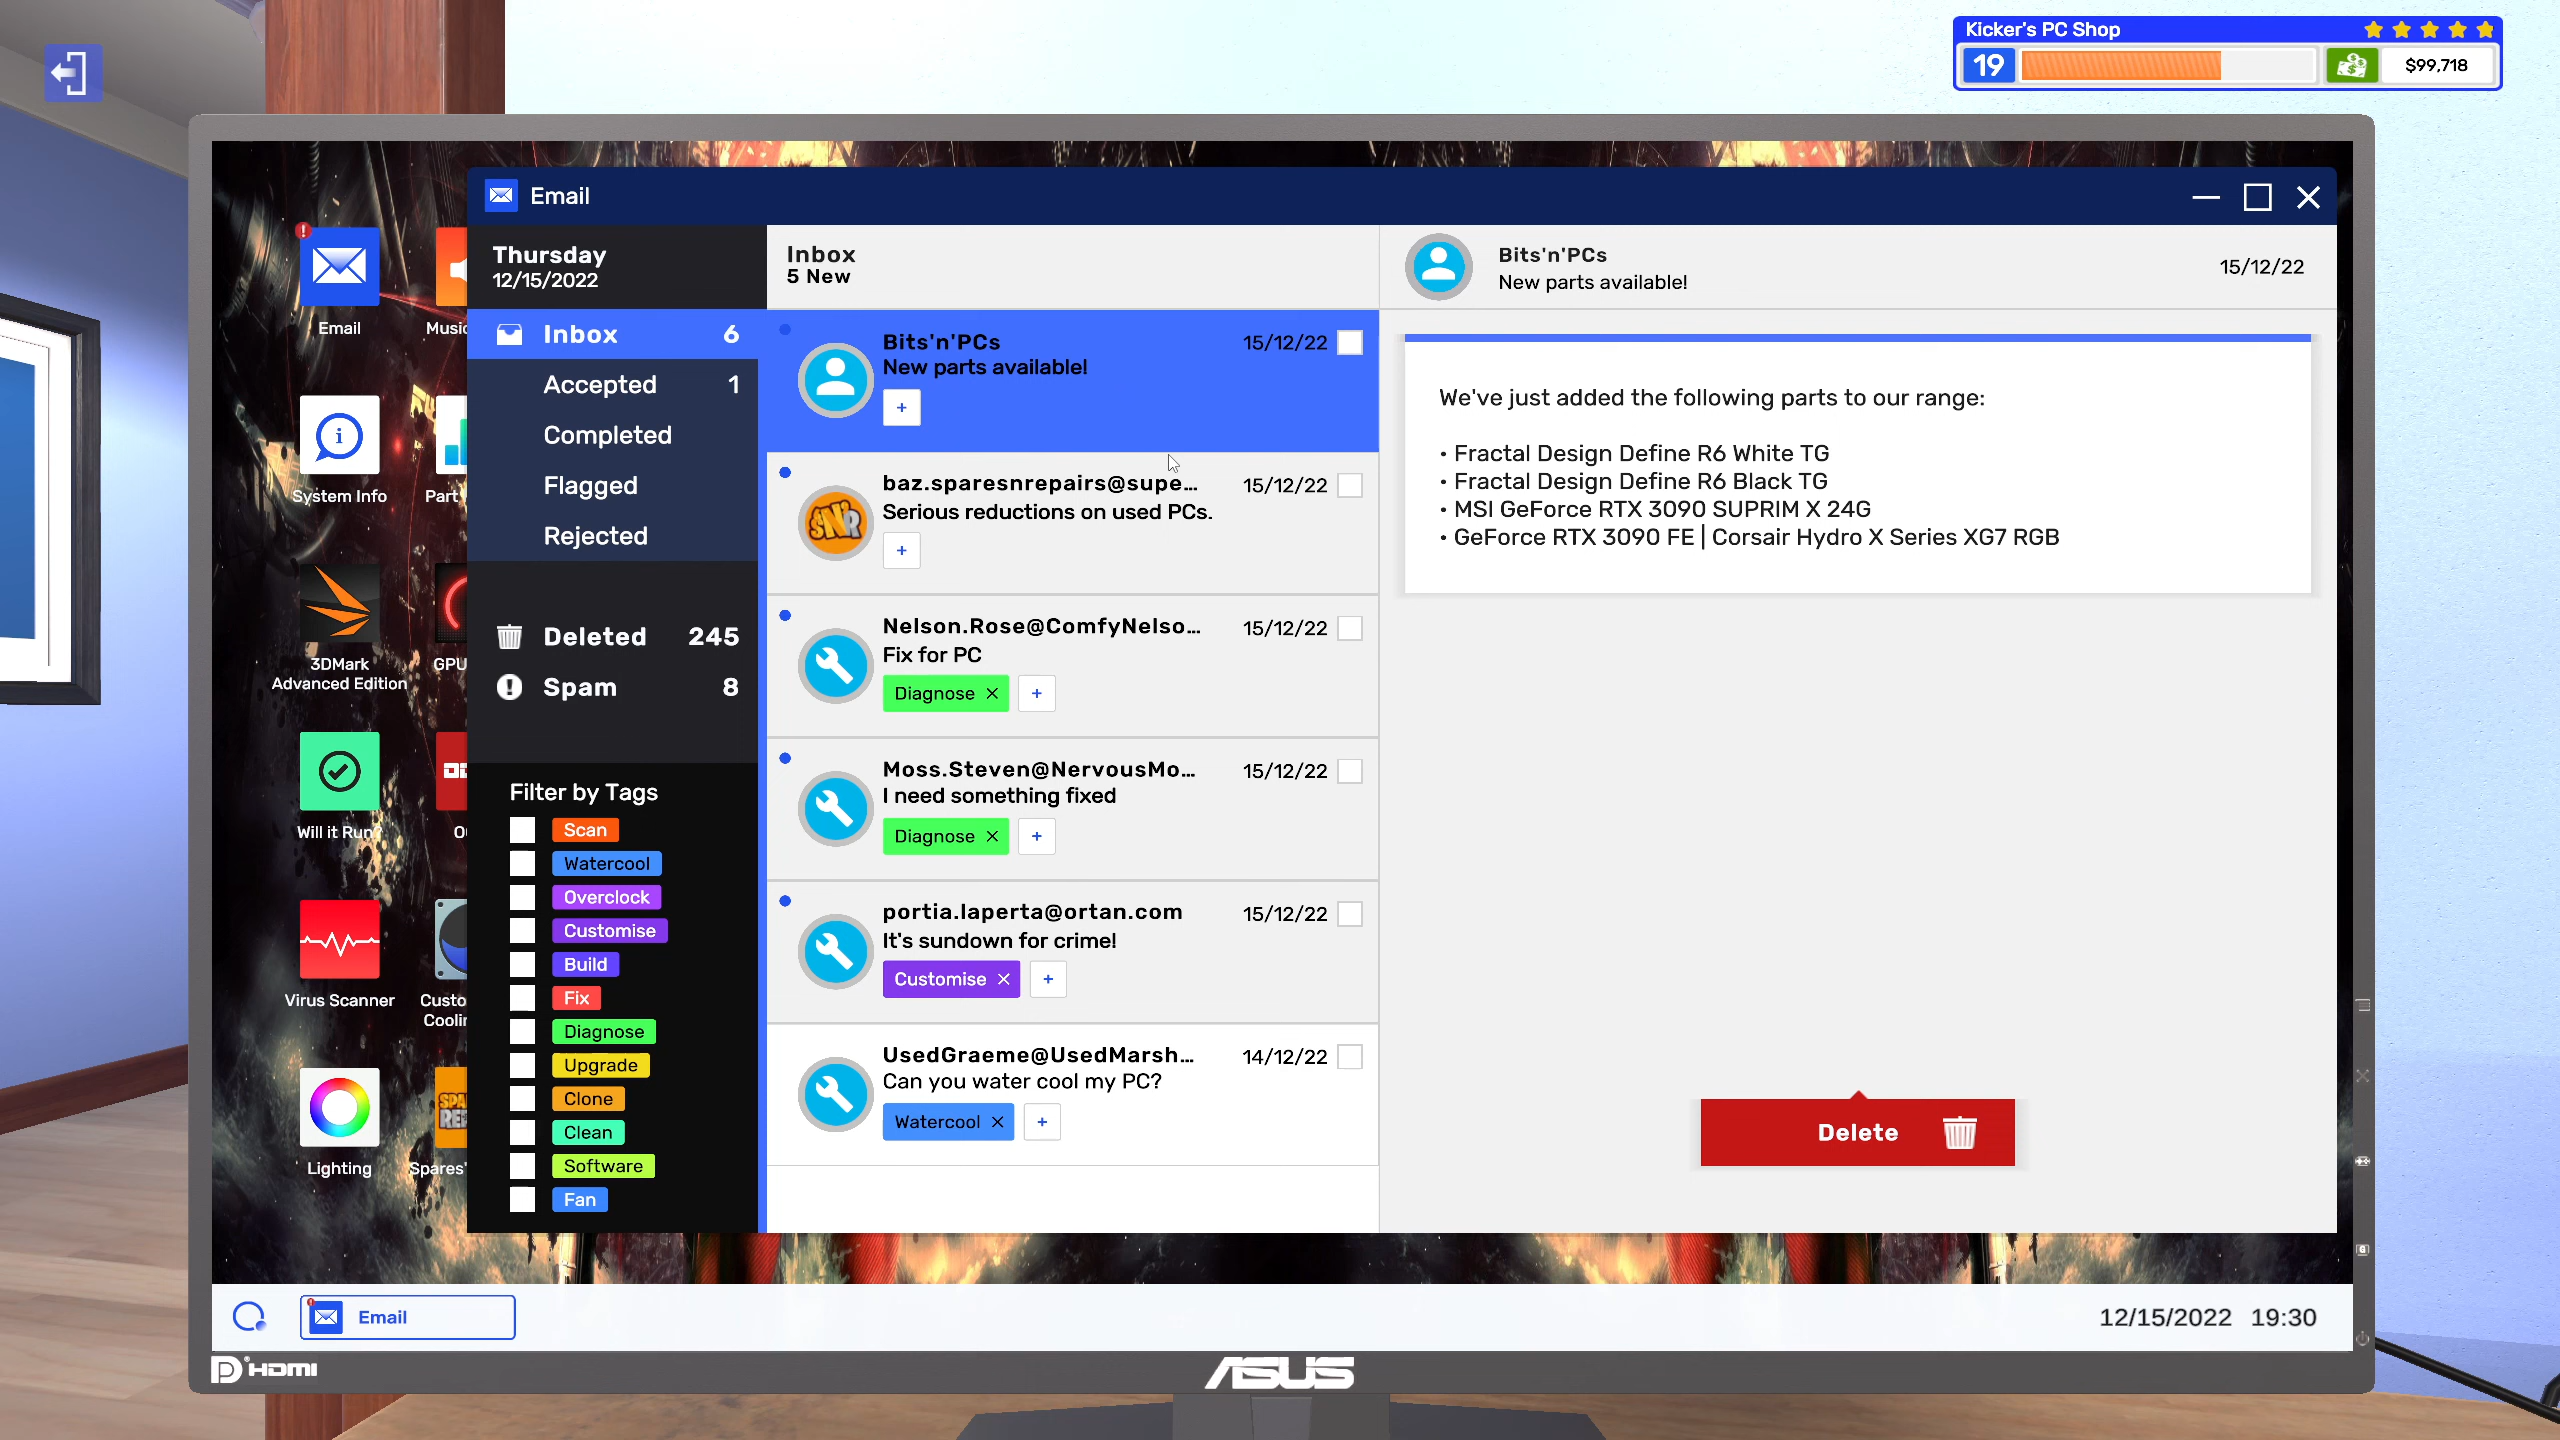 Kicker's PC Shop
19
$99,718
Email
Thursday
12/15/2022
Inbox 6
Accepted 1
Completed
Flagged
Rejected
Deleted 245
Spam 8
Filter by Tags
Scan
Watercool
Overclock
Customise
Build
Fix
Diagnose
Upgrade
Clone
Clean
Software
Fan
Inbox
5 New
Bits'n'PCs 15/12/22
New parts available!
+
baz.sparesnrepairs@supe... 15/12/22
Serious reductions on used PCs.
+
SNR
Nelson.Rose@ComfyNelso... 15/12/22
Fix for PC
Diagnose × +
Moss.Steven@NervousMo... 15/12/22
I need something fixed
Diagnose × +
portia.laperta@ortan.com 15/12/22
It's sundown for crime!
Customise × +
UsedGraeme@UsedMarsh... 14/12/22
Can you water cool my PC?
Watercool × +
Bits'n'PCs
New parts available!
15/12/22
We've just added the following parts to our range:
• Fractal Design Define R6 White TG
• Fractal Design Define R6 Black TG
• MSI GeForce RTX 3090 SUPRIM X 24G
• GeForce RTX 3090 FE | Corsair Hydro X Series XG7 RGB
Delete
Email
System Info
3DMark
Advanced Edition
GPU
Will it Run?
Virus Scanner
Lighting
Email
12/15/2022 19:30
HDMI
ASUS